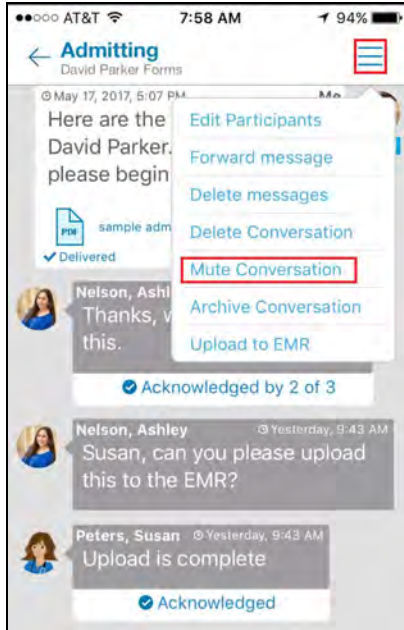 AT&T 7:58 AM 94%
Admitting
David Parker Forms
May 17, 2017, 5:07 PM Me
Here are the
David Parker.
please begin
PDF sample adm
Delivered
Edit Participants
Forward message
Delete messages
Delete Conversation
Mute Conversation
Archive Conversation
Upload to EMR
Nelson, Ashl
Thanks, w
this.
Acknowledged by 2 of 3
Nelson, Ashley Yesterday, 9:43 AM
Susan, can you please upload
this to the EMR?
Peters, Susan Yesterday, 9:43 AM
Upload is complete
Acknowledged